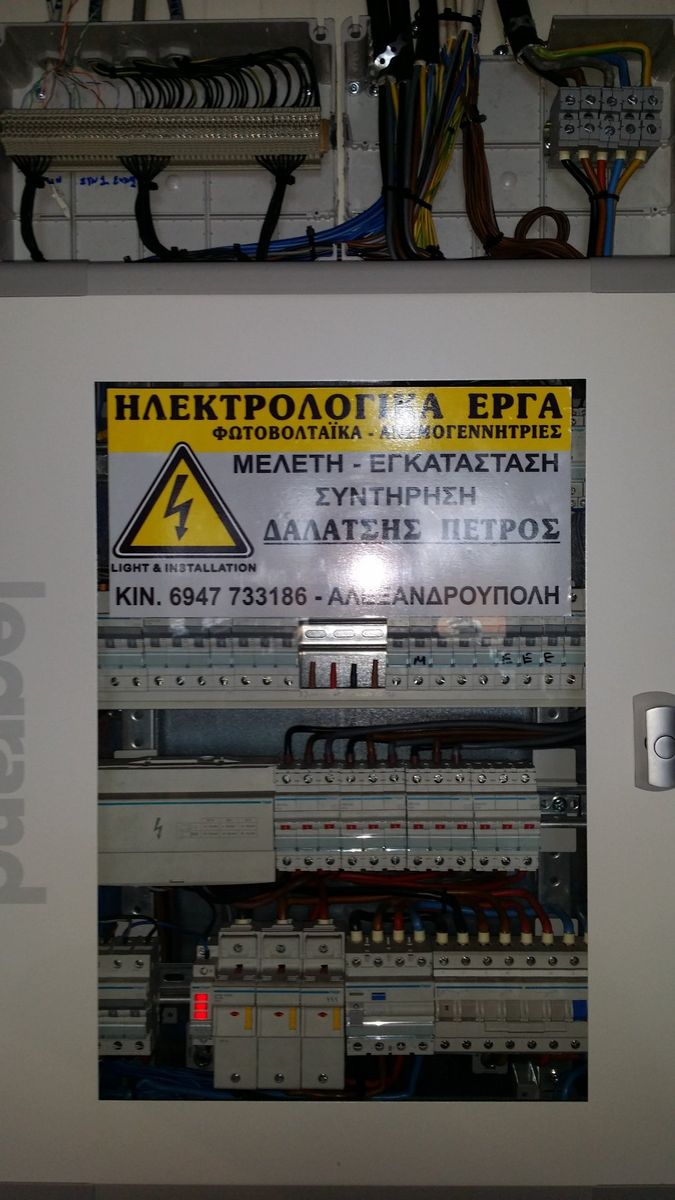 ΗΛΕΚΤΡΟΛΟΓΙΚΑ ΕΡΓΑ
ΦΩΤΟΒΟΛΤΑΪΚΑ - ΑΝΕΜΟΓΕΝΝΗΤΡΙΕΣ
ΜΕΛΕΤΗ - ΕΓΚΑΤΑΣΤΑΣΗ
ΣΥΝΤΗΡΗΣΗ
ΔΑΛΑΤΣΗΣ ΠΕΤΡΟΣ
LIGHT & INSTALLATION
ΚΙΝ. 6947 733186 - ΑΛΕΞΑΝΔΡΟΥΠΟΛΗ
M E E E
legrand